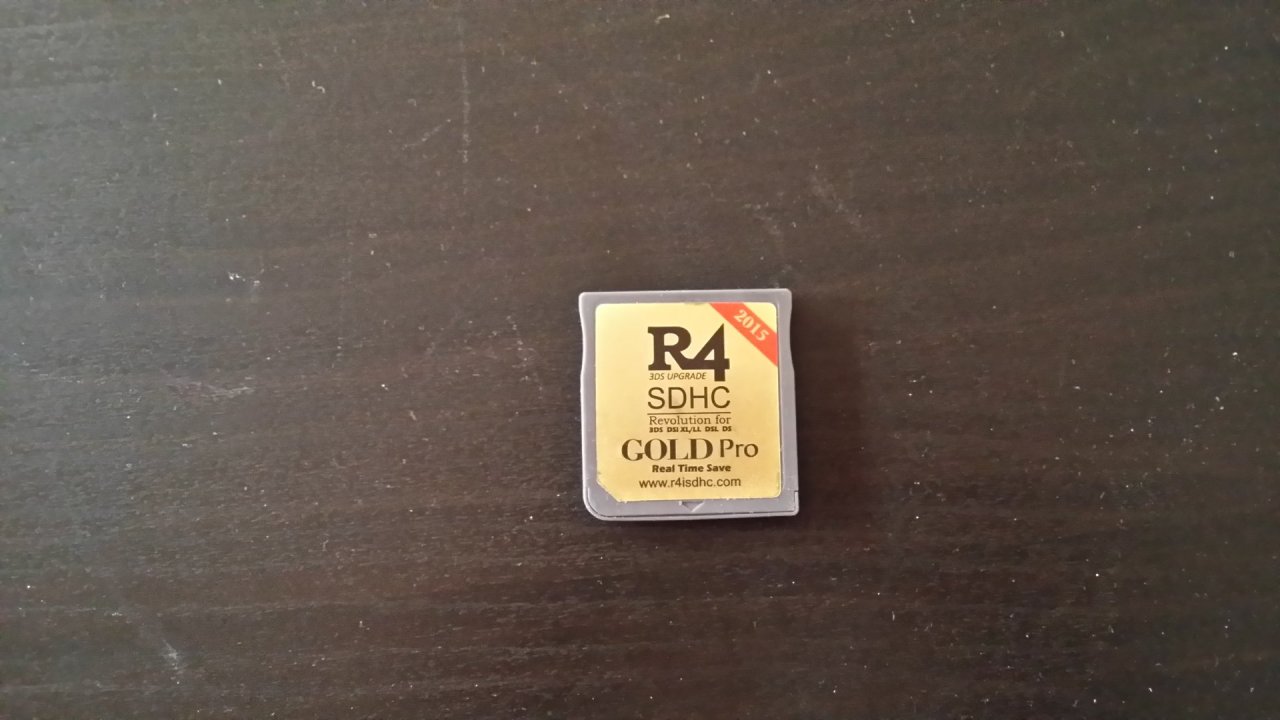 2015
R4
3DS UPGRADE
SDHC
Revolution for
3DS DSi XL/LL DSL DS
GOLD Pro
Real Time Save
www.r4isdhc.com